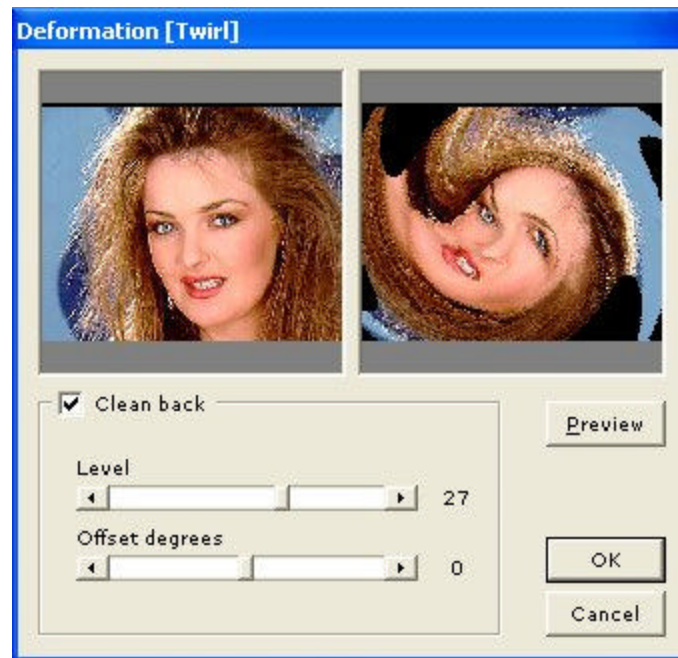 Deformation [Twirl]
Clean back
Preview
Level
27
Offset degrees
0
OK
Cancel